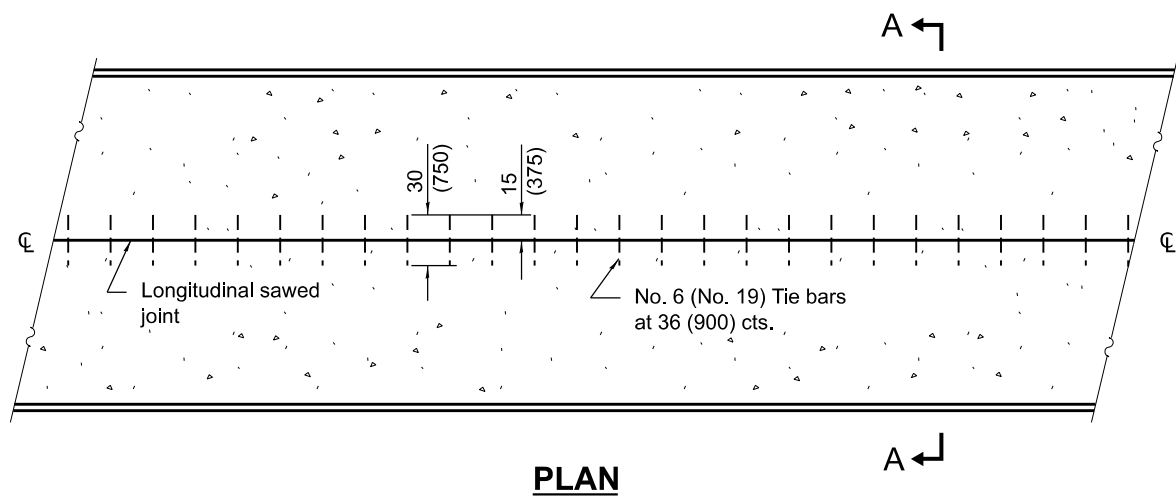 A
30
(750)
15
(375)
℄
℄
Longitudinal sawed
joint
No. 6 (No. 19) Tie bars
at 36 (900) cts.
A
PLAN